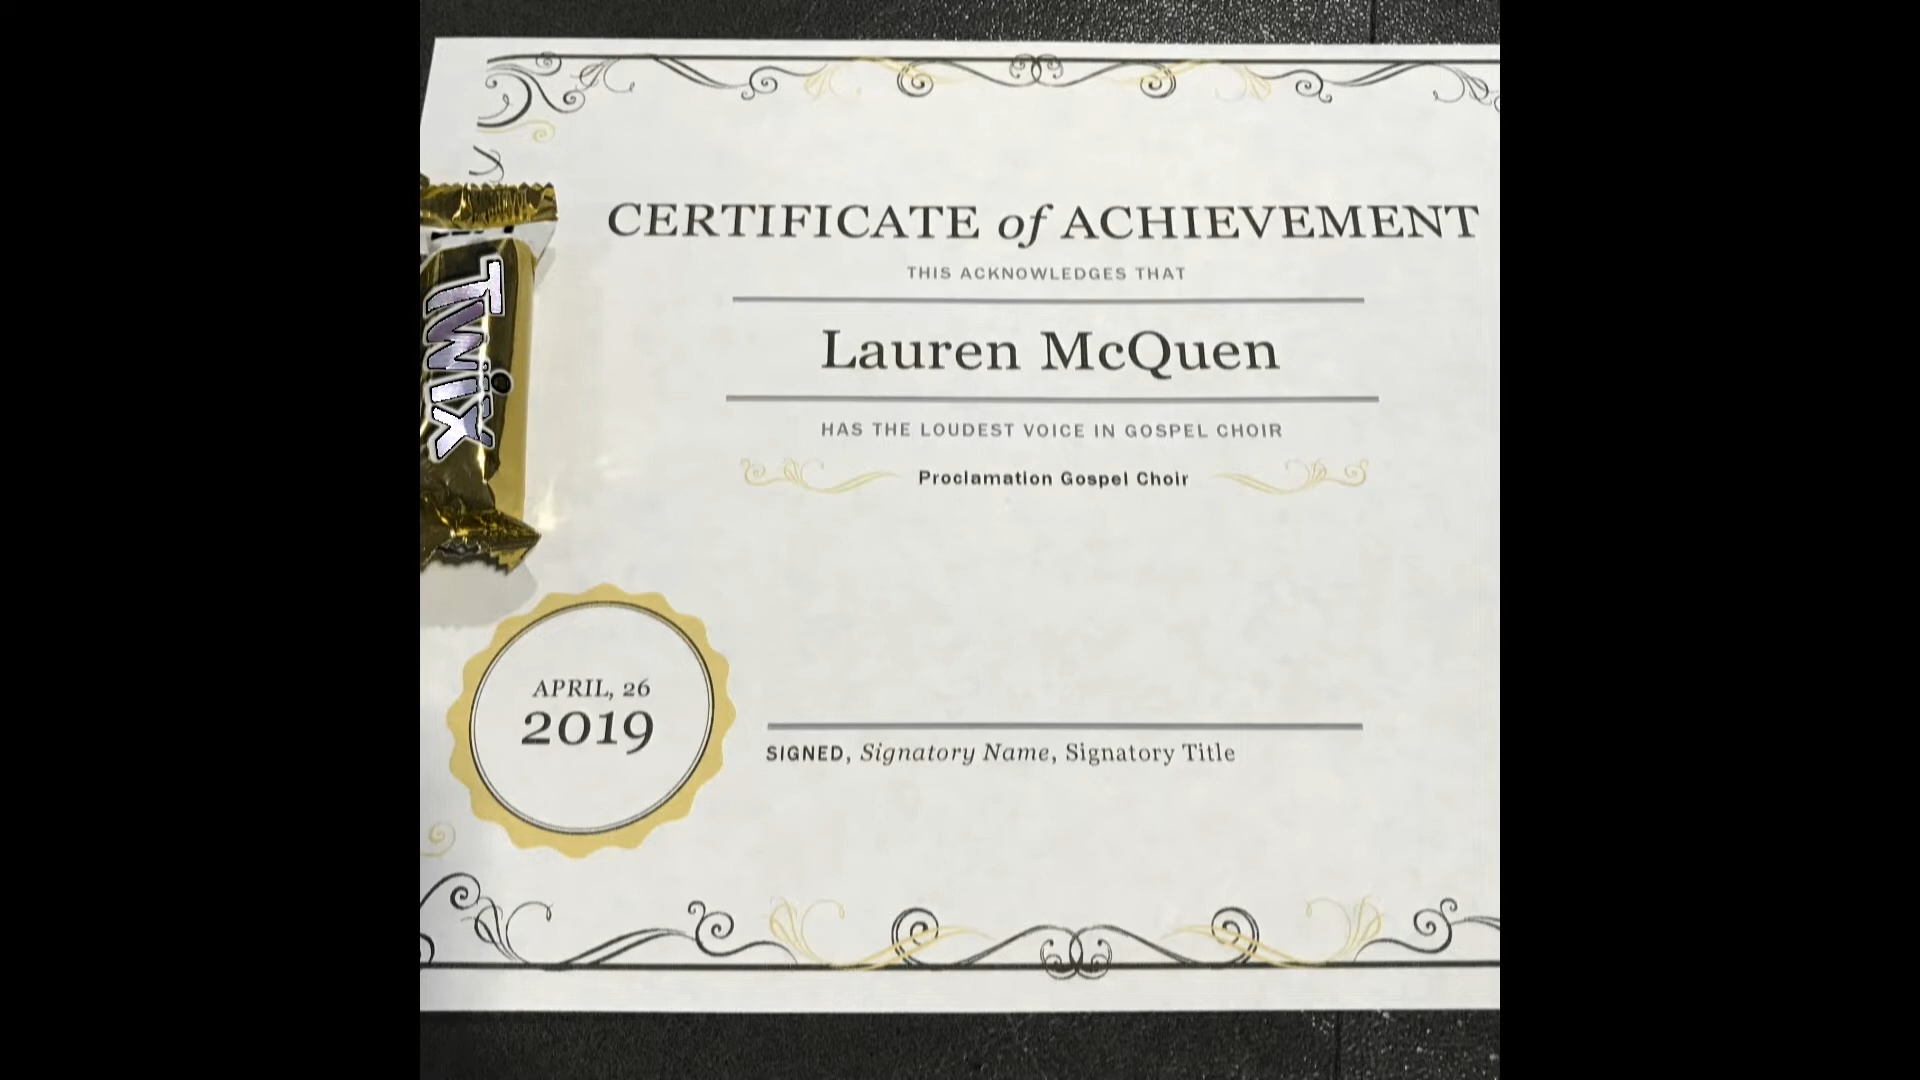 CERTIFICATE of ACHIEVEMENT
THIS ACKNOWLEDGES THAT
Lauren McQuen
HAS THE LOUDEST VOICE IN GOSPEL CHOIR
Proclamation Gospel Choir
Twix
APRIL, 26
2019
SIGNED, Signatory Name, Signatory Title